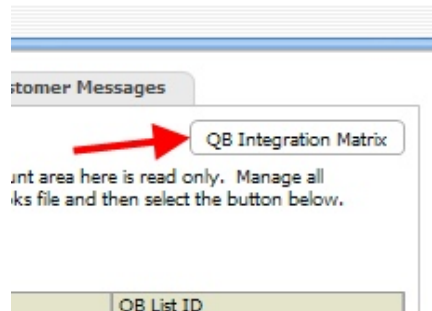 stomer Messages
QB Integration Matrix
unt area here is read only. Manage all
ks file and then select the button below.
QB List ID